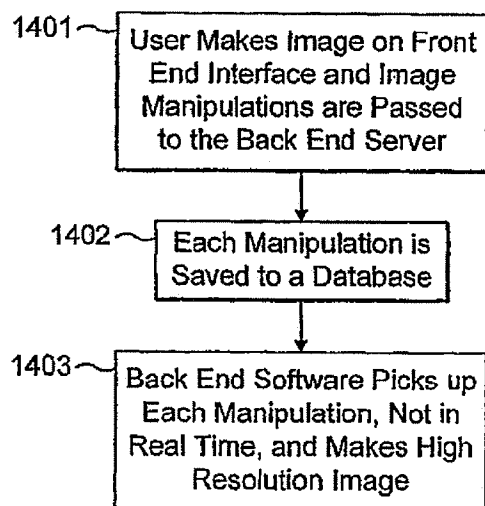 1401
User Makes Image on Front
End Interface and Image
Manipulations are Passed
to the Back End Server
1402
Each Manipulation is
Saved to a Database
1403
Back End Software Picks up
Each Manipulation, Not in
Real Time, and Makes High
Resolution Image